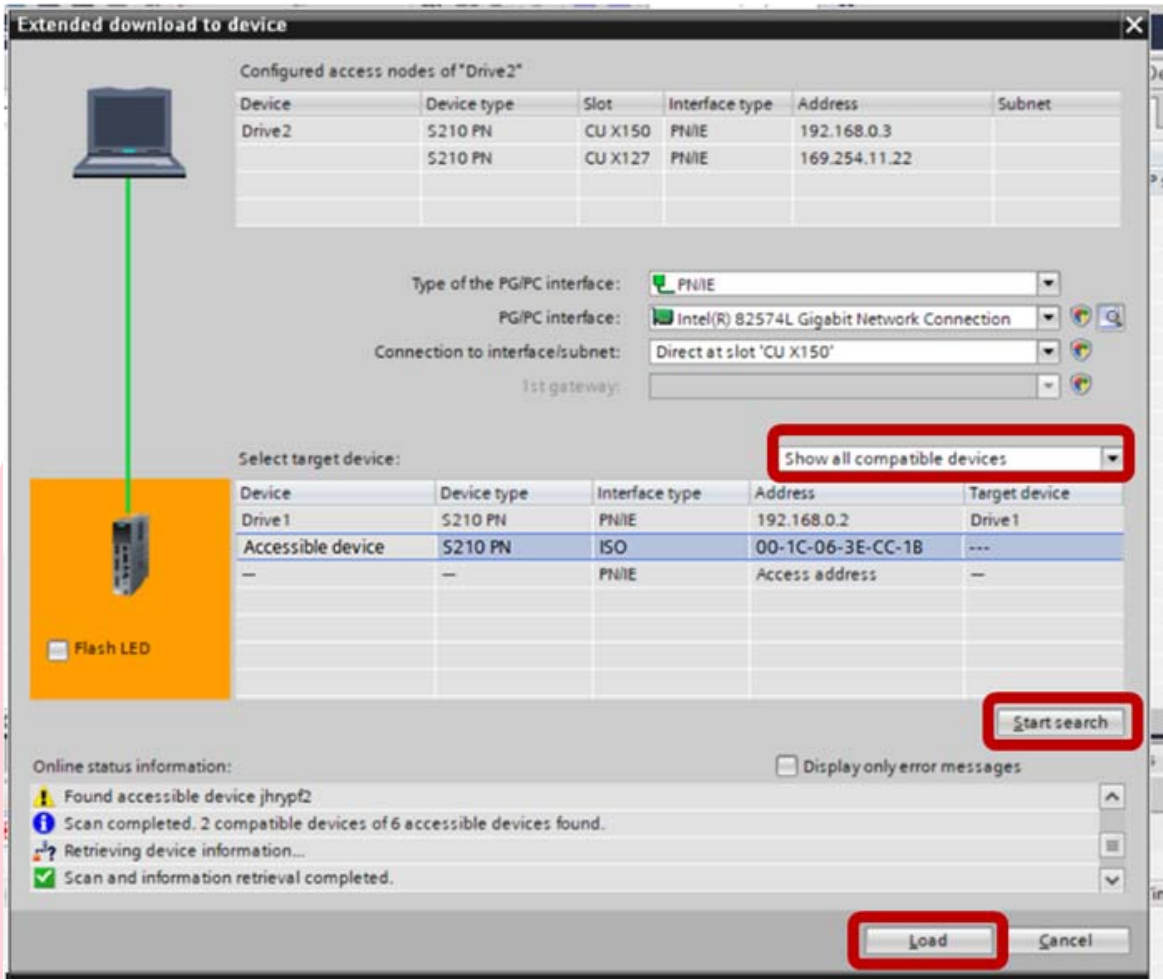 Extended download to device
Configured access nodes of "Drive2"
Device Device type Slot Interface type Address Subnet
Drive2 S210 PN CU X150 PN/IE 192.168.0.3
S210 PN CU X127 PN/IE 169.254.11.22
Type of the PG/PC interface: PN/IE
PG/PC interface: Intel(R) 82574L Gigabit Network Connection
Connection to interface/subnet: Direct at slot 'CU X150'
1st gateway:
Select target device: Show all compatible devices
Device Device type Interface type Address Target device
Drive1 S210 PN PN/IE 192.168.0.2 Drive1
Accessible device S210 PN ISO 00-1C-06-3E-CC-1B ---
— — PN/IE Access address —
Flash LED
Start search
Online status information: Display only error messages
Found accessible device jhrypf2
Scan completed. 2 compatible devices of 6 accessible devices found.
Retrieving device information...
Scan and information retrieval completed.
Load Cancel